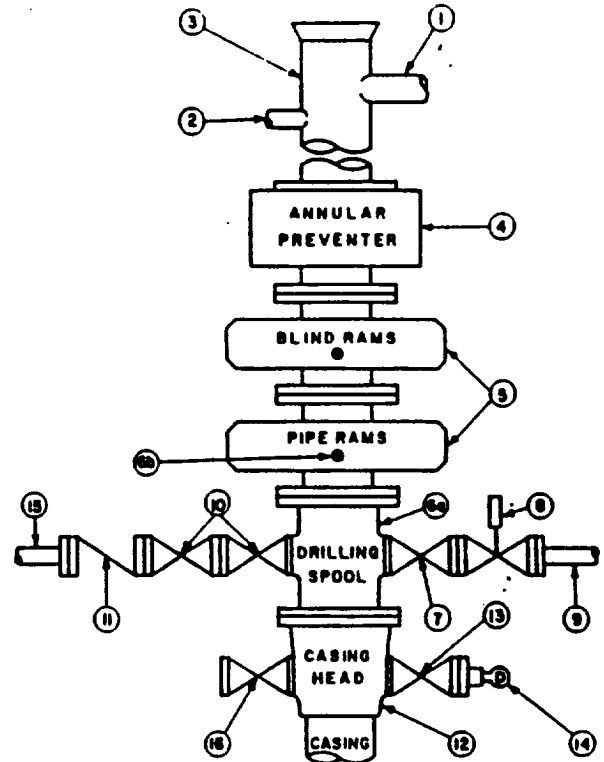 1
3
2
ANNULAR
PREVENTER
4
BLIND RAMS
5
PIPE RAMS
6b
6a
8
15
10
DRILLING
SPOOL
11
7
9
13
CASING
HEAD
16
12
14
CASING